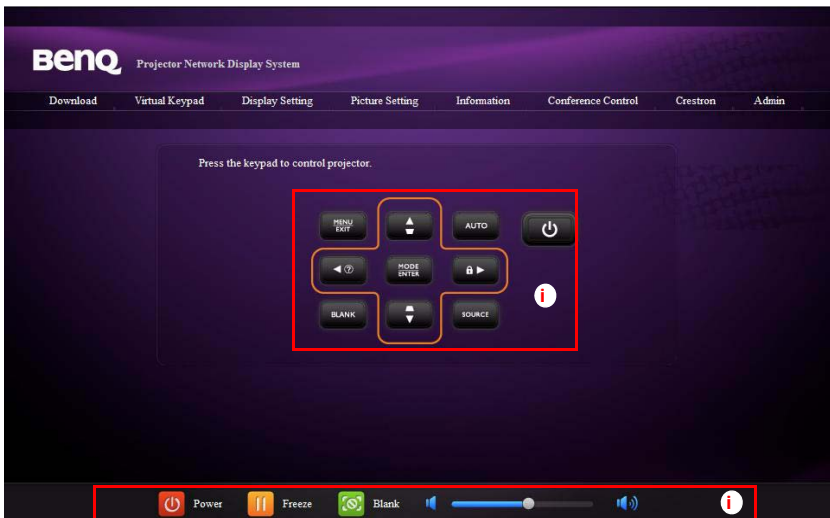 BenQ Projector Network Display System
Download Virtual Keypad Display Setting Picture Setting Information Conference Control Crestron Admin
Press the keypad to control projector.
MENU
EXIT
AUTO
MODE
ENTER
BLANK
SOURCE
i
Power Freeze Blank i